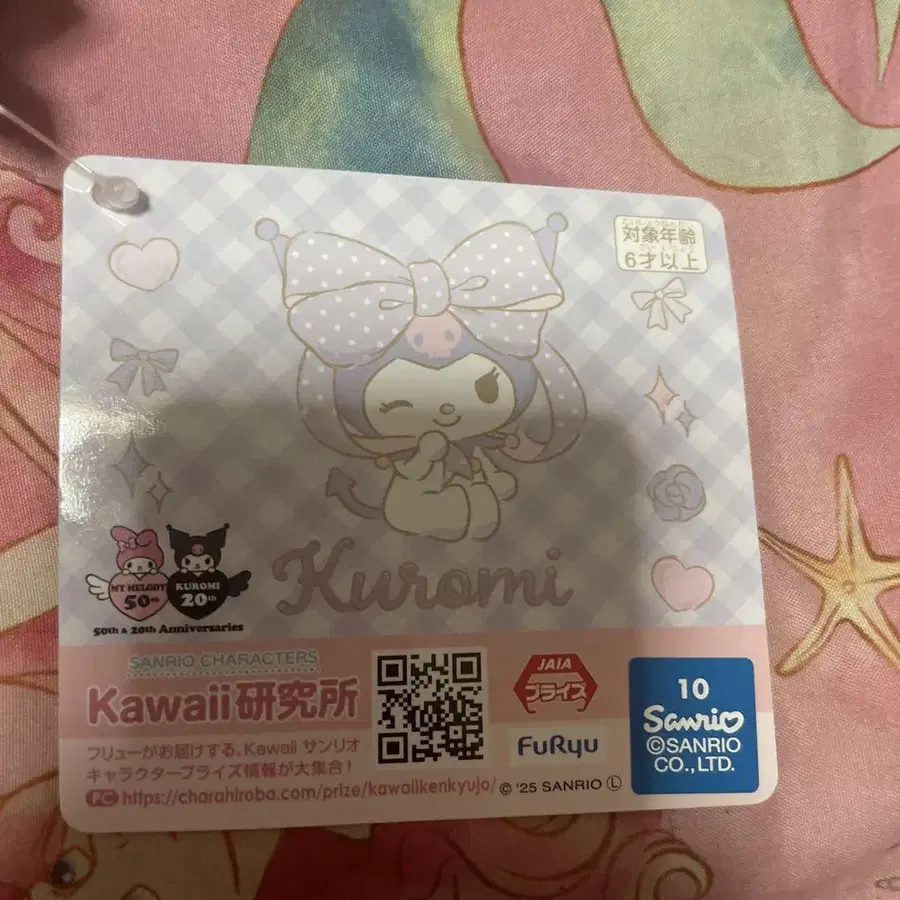 対象年齢
6才以上
MY MELODY
50th
KUROMI
20th
50th & 20th Anniversaries
Kuromi
SANRIO CHARACTERS
Kawaii研究所
フリューがお届けする、Kawaii サンリオ
キャラクタープライズ情報が大集合!
PC https://charahiroba.com/prize/kawaiikenkyujo/
JAIA
プライズ
FuRyu
© '25 SANRIO Ⓛ
10
Sanrio
©SANRIO
CO., LTD.